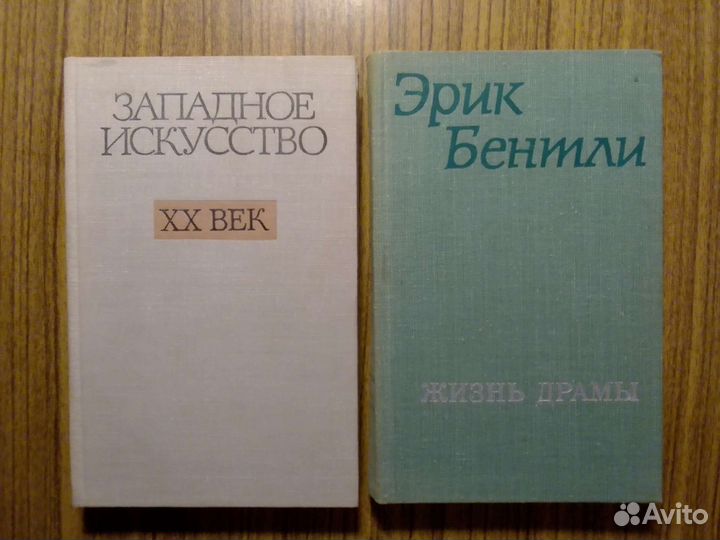 ЗАПАДНОЕ
ИСКУССТВО
XX ВЕК
Эрик
Бентли
ЖИЗНЬ ДРАМЫ
Avito